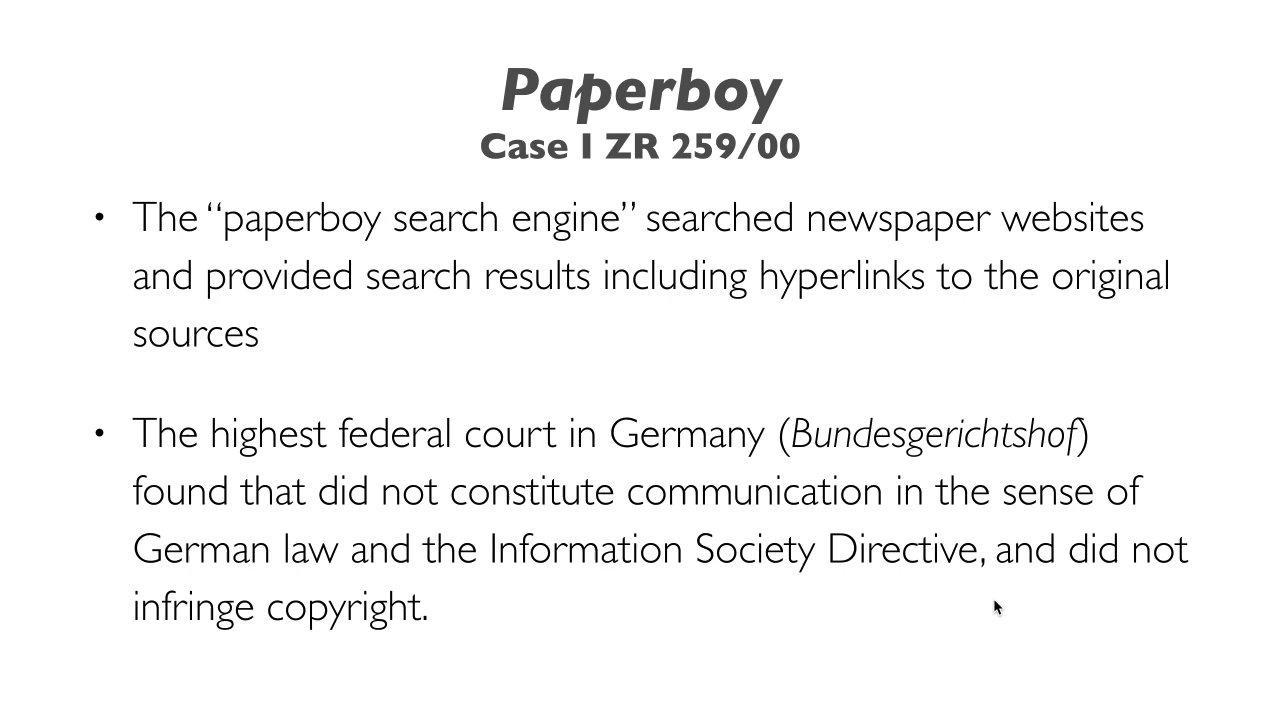 Paperboy
Case I ZR 259/00
• The “paperboy search engine” searched newspaper websites
and provided search results including hyperlinks to the original
sources
• The highest federal court in Germany (Bundesgerichtshof)
found that did not constitute communication in the sense of
German law and the Information Society Directive, and did not
infringe copyright.